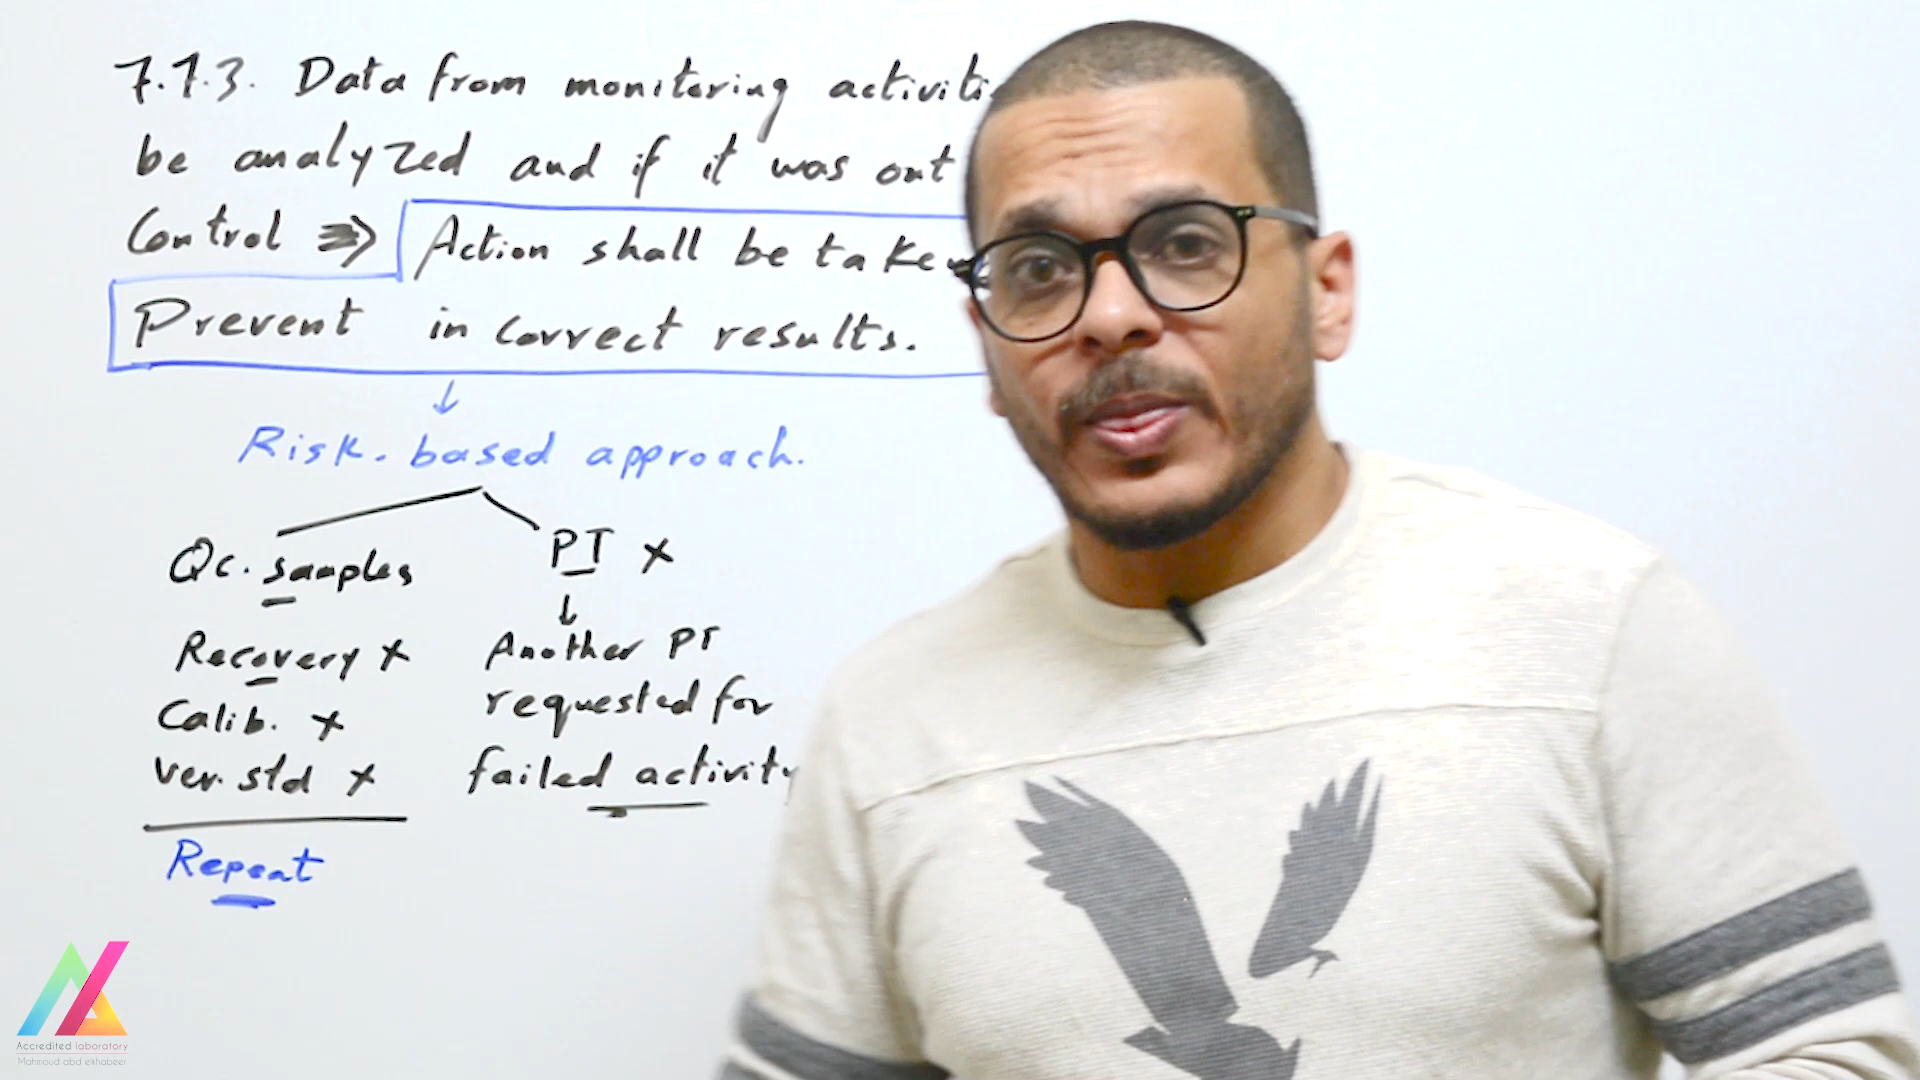 7.7.3. Data from monitoring activiti
be analyzed and if it was out
Control ⇒ Action shall be taken
Prevent in correct results.
↓
Risk. based approach.
Qc. samples
Recovery ×
Calib. ×
ver. std ×
Repeat
PT ×
↓
Another PT
requested for
failed activity
Accredited laboratory
Mahmoud abd elkhabeer